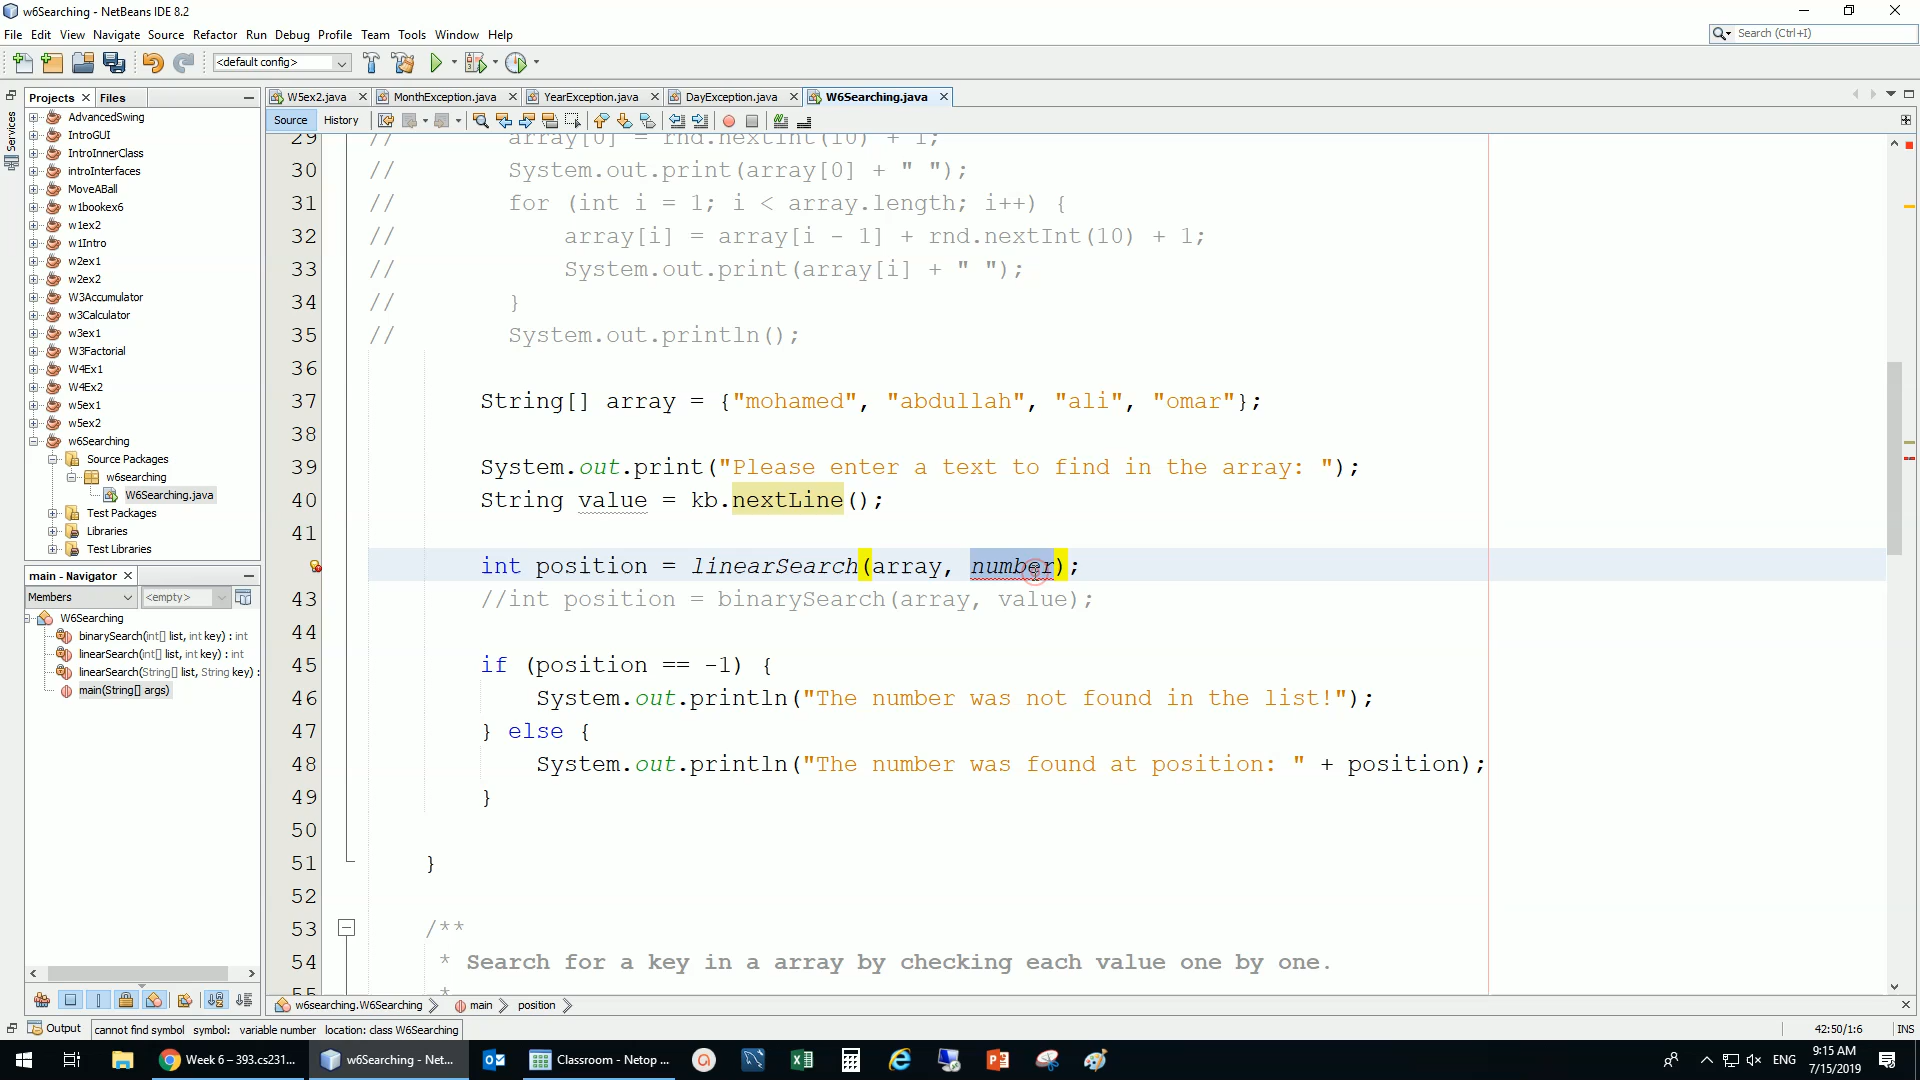 w6Searching - NetBeans IDE 8.2
File Edit View Navigate Source Refactor Run Debug Profile Team Tools Window Help
Search (Ctrl+I)
<default config>
Projects Files
W5ex2.java MonthException.java YearException.java DayException.java W6Searching.java
Source History
Services
AdvancedSwing
IntroGUI
IntroInnerClass
introInterfaces
MoveABall
w1bookex6
w1ex2
w1Intro
w2ex1
w2ex2
W3Accumulator
w3Calculator
w3ex1
W3Factorial
W4Ex1
W4Ex2
w5ex1
w5ex2
w6Searching
Source Packages
w6searching
W6Searching.java
Test Packages
Libraries
Test Libraries
main - Navigator
Members <empty>
W6Searching
binarySearch(int[] list, int key) : int
linearSearch(int[] list, int key) : int
linearSearch(String[] list, String key) :
main(String[] args)
29 // array[0] = rnd.nextInt(10) + 1;
30 // System.out.print(array[0] + " ");
31 // for (int i = 1; i < array.length; i++) {
32 // array[i] = array[i - 1] + rnd.nextInt(10) + 1;
33 // System.out.print(array[i] + " ");
34 // }
35 // System.out.println();
36
37 String[] array = {"mohamed", "abdullah", "ali", "omar"};
38
39 System.out.print("Please enter a text to find in the array: ");
40 String value = kb.nextLine();
41
int position = linearSearch(array, number);
43 //int position = binarySearch(array, value);
44
45 if (position == -1) {
46 System.out.println("The number was not found in the list!");
47 } else {
48 System.out.println("The number was found at position: " + position);
49 }
50
51 }
52
53 /**
54 * Search for a key in a array by checking each value one by one.
55 *
w6searching.W6Searching main position
Output cannot find symbol symbol: variable number location: class W6Searching
42:50/1:6 INS
Week 6 – 393.cs231... w6Searching - Net... Classroom - Netop ...
ENG 9:15 AM
7/15/2019